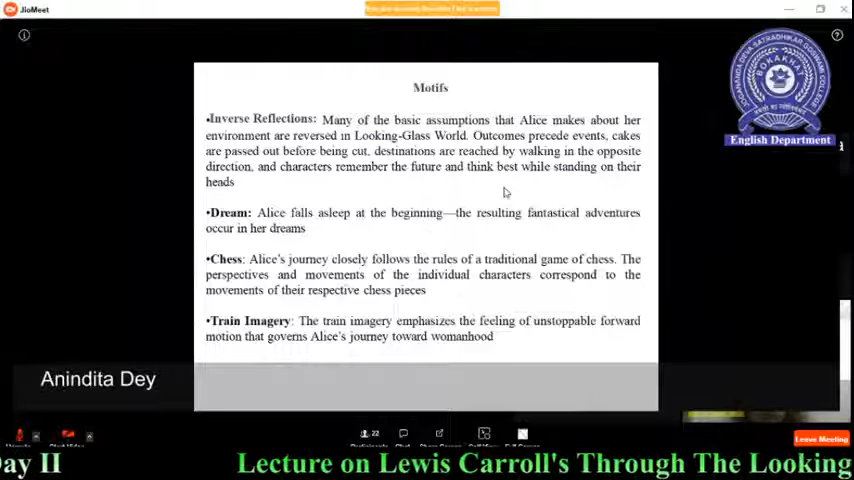 JioMeet
Motifs
•Inverse Reflections: Many of the basic assumptions that Alice makes about her
environment are reversed in Looking-Glass World. Outcomes precede events, cakes
are passed out before being cut, destinations are reached by walking in the opposite
direction, and characters remember the future and think best while standing on their
heads
•Dream: Alice falls asleep at the beginning—the resulting fantastical adventures
occur in her dreams
•Chess: Alice's journey closely follows the rules of a traditional game of chess. The
perspectives and movements of the individual characters correspond to the
movements of their respective chess pieces
•Train Imagery: The train imagery emphasizes the feeling of unstoppable forward
motion that governs Alice's journey toward womanhood
BOKAKHAT
English Department
Anindita Dey
22
Leave Meeting
Day II Lecture on Lewis Carroll's Through The Looking